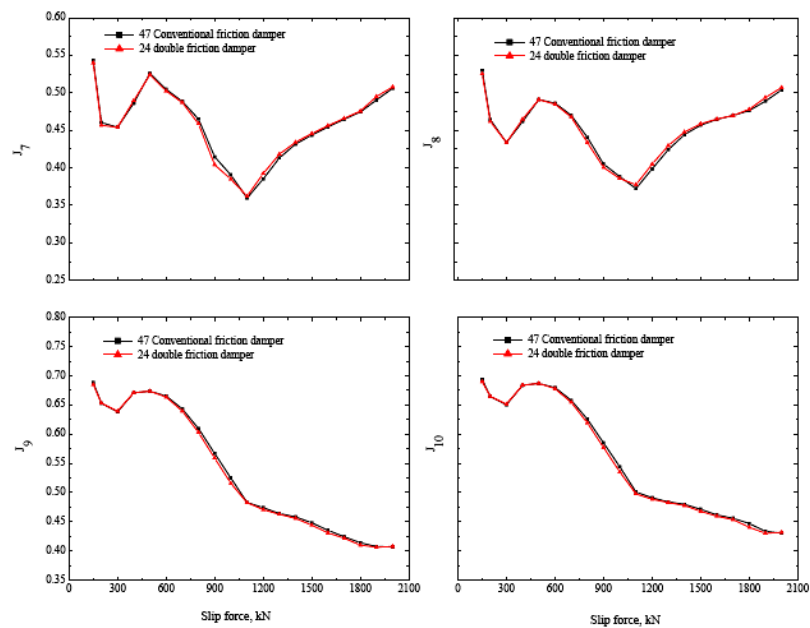 0.60
0.55
0.50
0.45
0.40
0.35
0.30
0.25
J7
47 Conventional friction damper
24 double friction damper
J8
47 Conventional friction damper
24 double friction damper
0.80
0.75
0.70
0.65
0.60
0.55
0.50
0.45
0.40
0.35
J9
47 Conventional friction damper
24 double friction damper
0 300 600 900 1200 1500 1800 2100
Slip force, kN
J10
47 Conventional friction damper
24 double friction damper
0 300 600 900 1200 1500 1800 2100
Slip force, kN